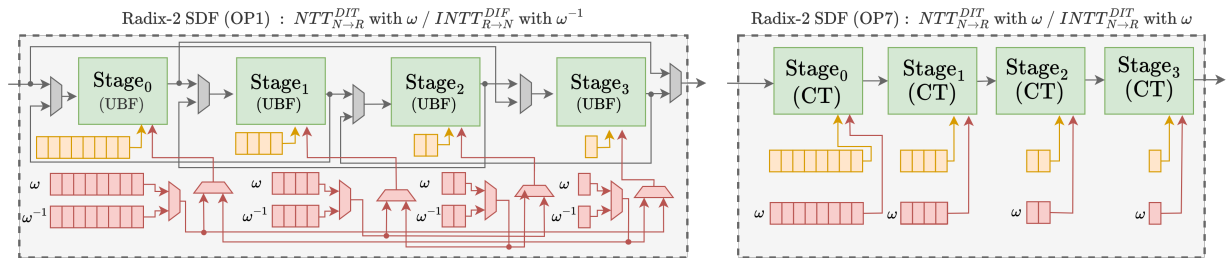 Radix-2 SDF (OP1) : $NTT^{DIT}_{N→R}$ with ω / $INTT^{DIF}_{R→N}$ with $ω^{-1}$
Stage₀
(UBF)
Stage₁
(UBF)
Stage₂
(UBF)
Stage₃
(UBF)
ω
ω
ω
ω
ω⁻¹
ω⁻¹
ω⁻¹
ω⁻¹
Radix-2 SDF (OP7) : $NTT^{DIT}_{N→R}$ with ω / $INTT^{DIT}_{N→R}$ with ω
Stage₀
(CT)
Stage₁
(CT)
Stage₂
(CT)
Stage₃
(CT)
ω
ω
ω
ω